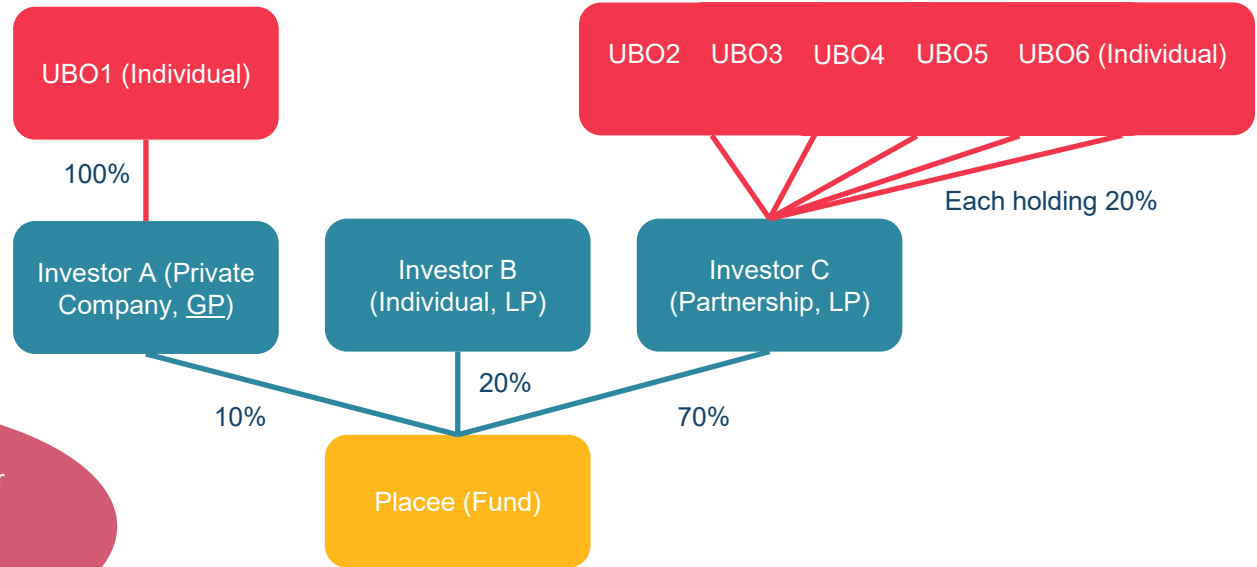 UBO1 (Individual)
UBO2 UBO3 UBO4 UBO5 UBO6 (Individual)
100%
Each holding 20%
Investor A (Private
Company, GP)
Investor B
(Individual, LP)
Investor C
(Partnership, LP)
10%
20%
70%
Placee (Fund)